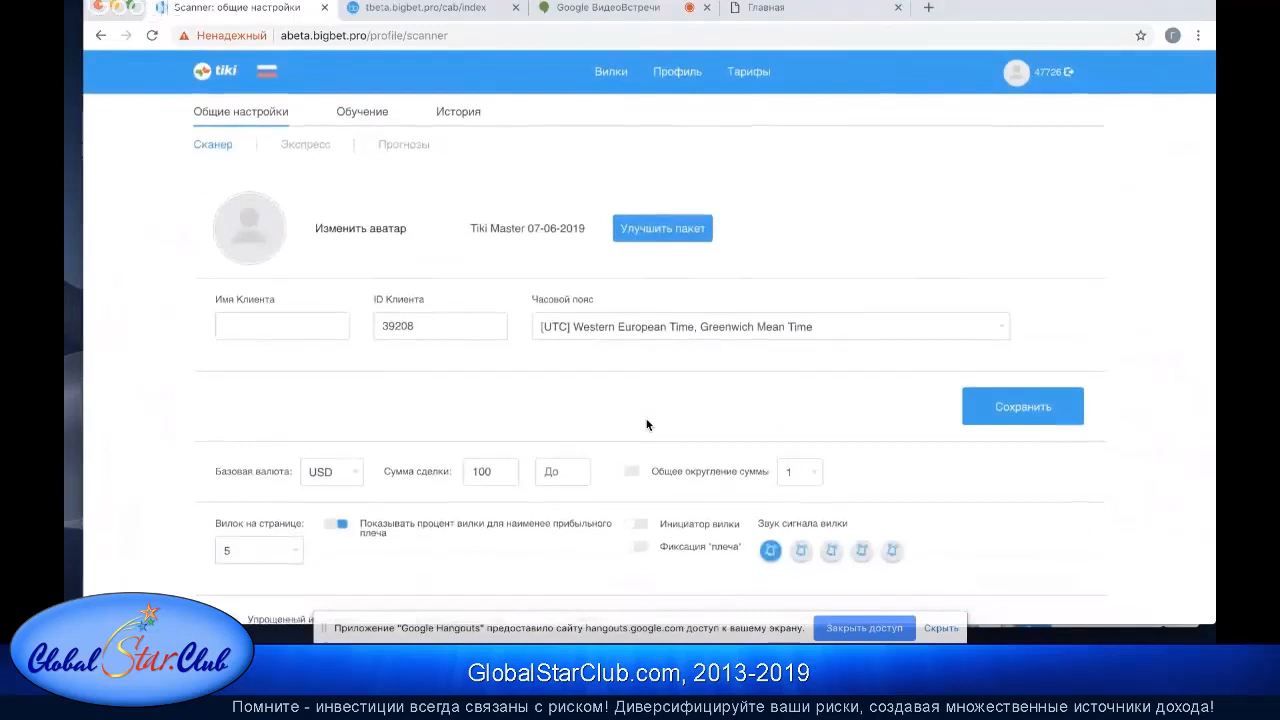 Scanner: общие настройки
tbeta.bigbet.pro/cab/index
Google ВидеоВстречи
Главная
Ненадежный
abeta.bigbet.pro/profile/scanner
Г
tiki
Вилки
Профиль
Тарифы
47726
Общие настройки
Обучение
История
Сканер
Экспресс
Прогнозы
Изменить аватар
Tiki Master 07-06-2019
Улучшить пакет
Имя Клиента
ID Клиента
Часовой пояс
39208
[UTC] Western European Time, Greenwich Mean Time
Сохранить
Базовая валюта:
USD
Сумма сделки:
100
До
Общее округление суммы
1
Вилок на странице:
Показывать процент вилки для наименее прибыльного
плеча
Инициатор вилки
Звук сигнала вилки
Фиксация "плеча"
5
Упрощенный
Приложение "Google Hangouts" предоставило сайту hangouts.google.com доступ к вашему экрану.
Закрыть доступ
Скрыть
Global Star Club
GlobalStarClub.com, 2013-2019
Помните - инвестиции всегда связаны с риском! Диверсифицируйте ваши риски, создавая множественные источники дохода!